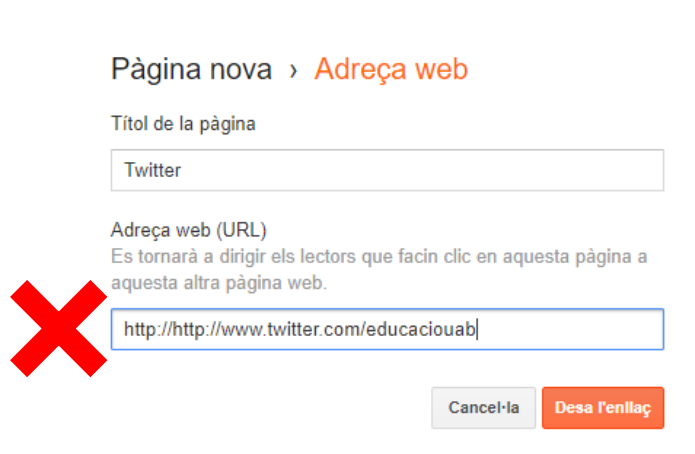 Pàgina nova › Adreça web
Títol de la pàgina
Twitter
Adreça web (URL)
Es tornarà a dirigir els lectors que facin clic en aquesta pàgina a
aquesta altra pàgina web.
http://http://www.twitter.com/educaciouab
Cancel·la Desa l'enllaç